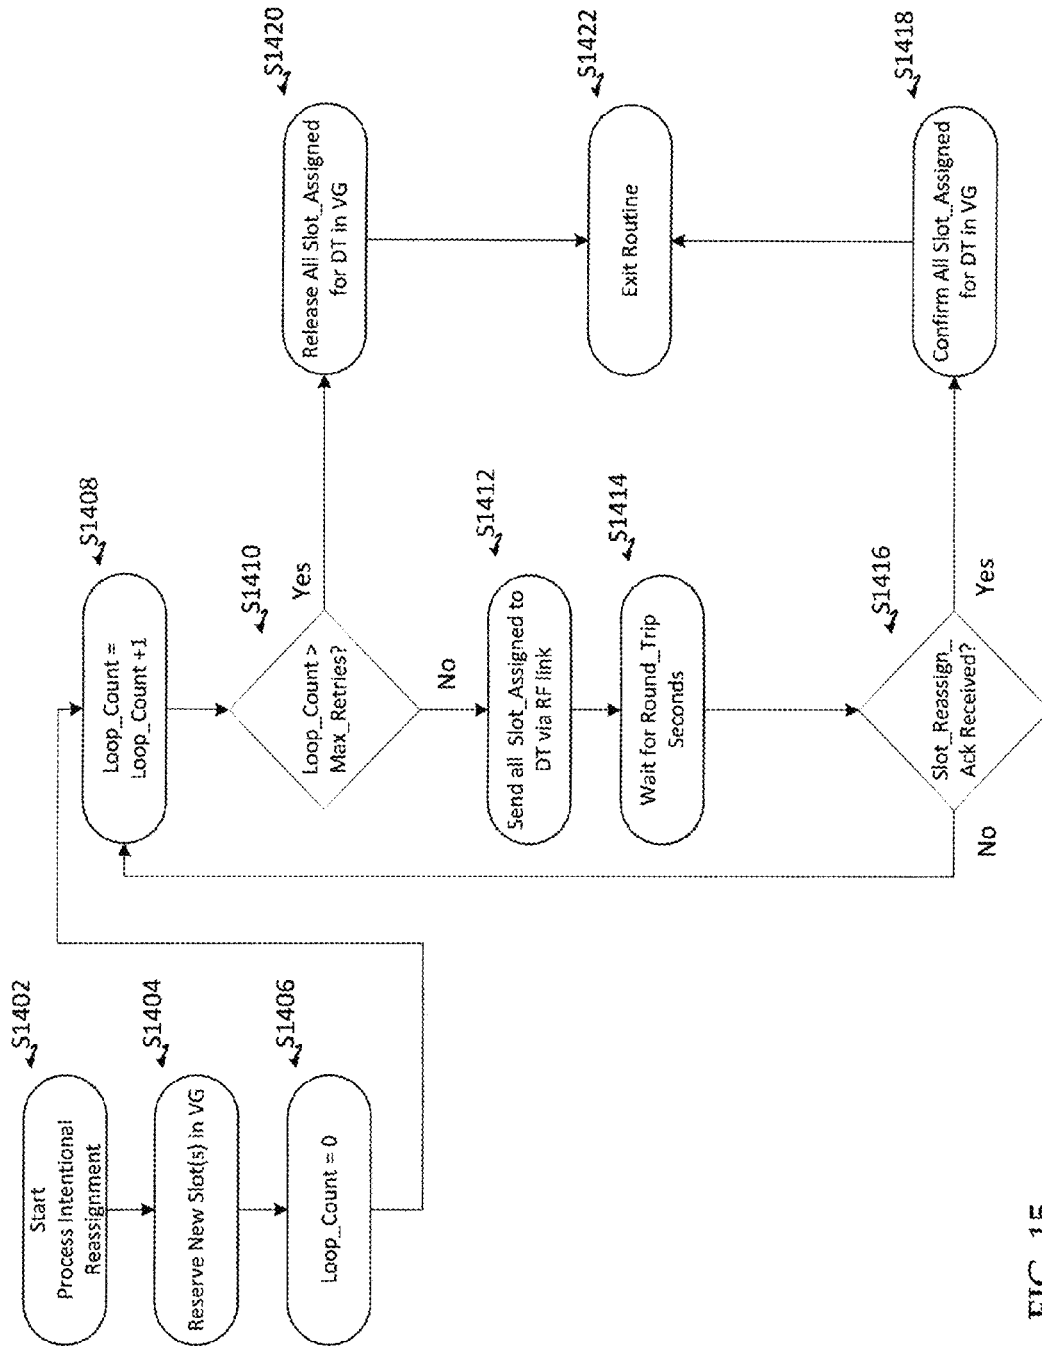 S1402
Start
Process Intentional
Reassignment
S1404
Reserve New Slot(s) in VG
S1406
Loop_Count = 0
S1408
Loop_Count =
Loop_Count +1
S1410
Loop_Count >
Max_Retries?
Yes
No
S1412
Send all Slot_Assigned to
DT via RF link
S1414
Wait for Round_Trip
Seconds
S1416
Slot_Reassign_
Ack Received?
Yes
No
S1420
Release All Slot_Assigned
for DT in VG
S1422
Exit Routine
S1418
Confirm All Slot_Assigned
for DT in VG
FIG. 15